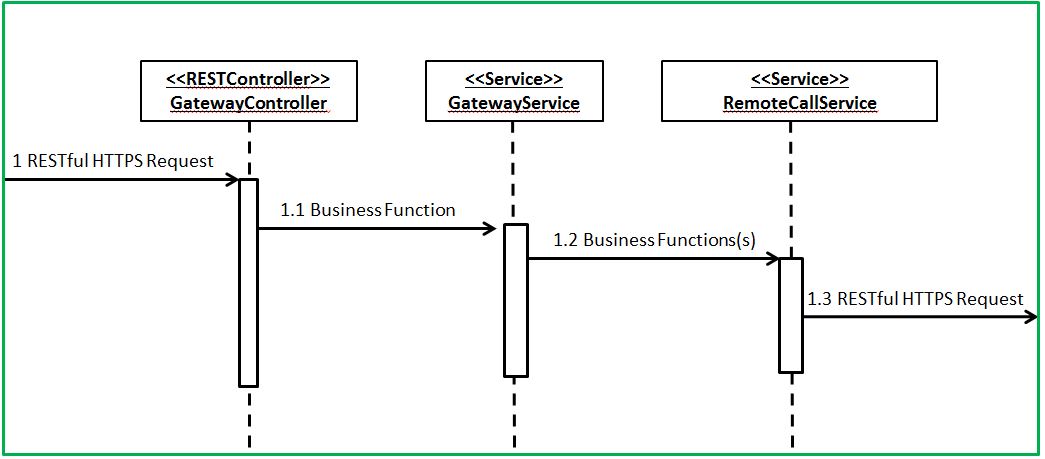 <<RESTController>>
GatewayController
<<Service>>
GatewayService
<<Service>>
RemoteCallService
1 RESTful HTTPS Request
1.1 Business Function
1.2 Business Functions(s)
1.3 RESTful HTTPS Request